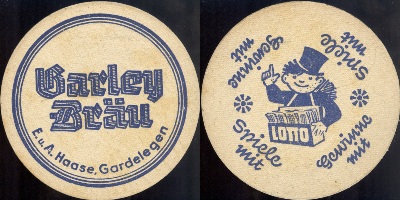 Garley
Bräu
E. u. A. Haase, Gardelegen
Spiele
mit
Gewinne
mit
LOTTO
Spiele
mit
Gewinne
mit